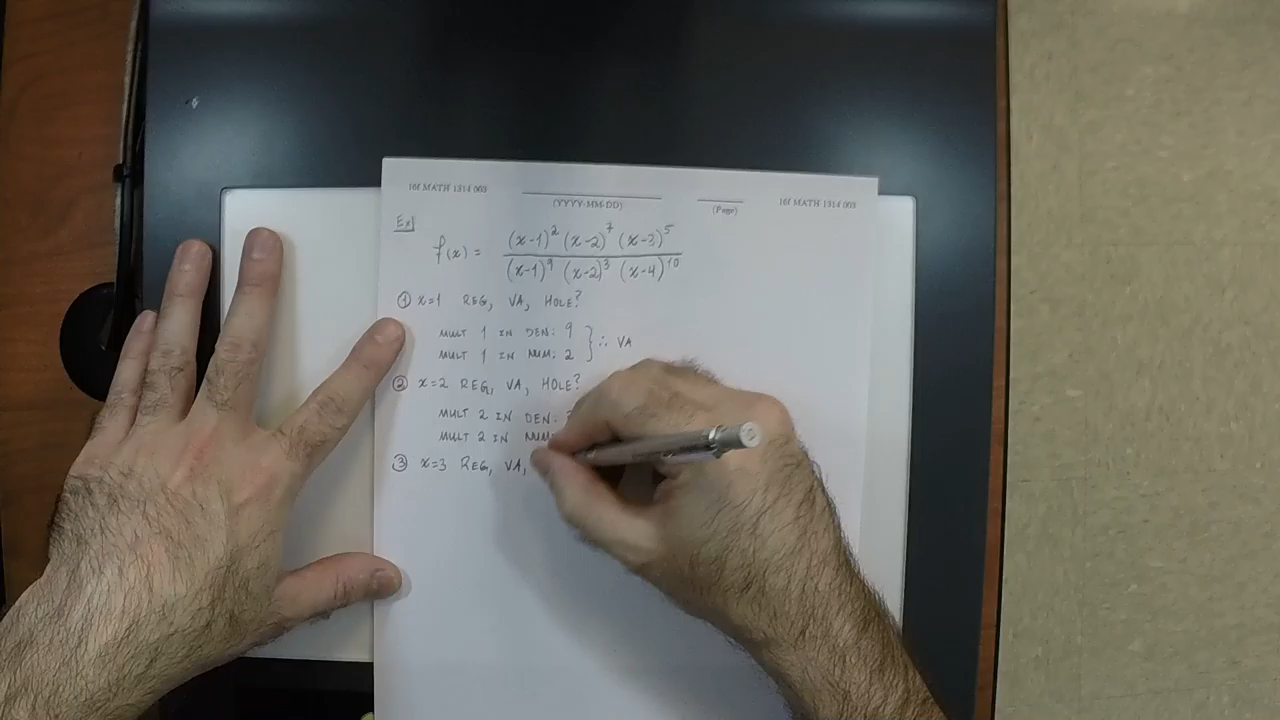 16f MATH 1314 003 16f MATH 1314 003
(YYYY-MM-DD) (Page)
Ex]
f(x) = (x-1)^2 (x-2)^7 (x-3)^5 / (x-1)^9 (x-2)^3 (x-4)^10
① x=1 REG, VA, HOLE?
MULT 1 IN DEN: 9
MULT 1 IN NUM: 2 } ∴ VA
② x=2 REG, VA, HOLE?
MULT 2 IN DEN:
MULT 2 IN NUM
③ x=3 REG, VA,